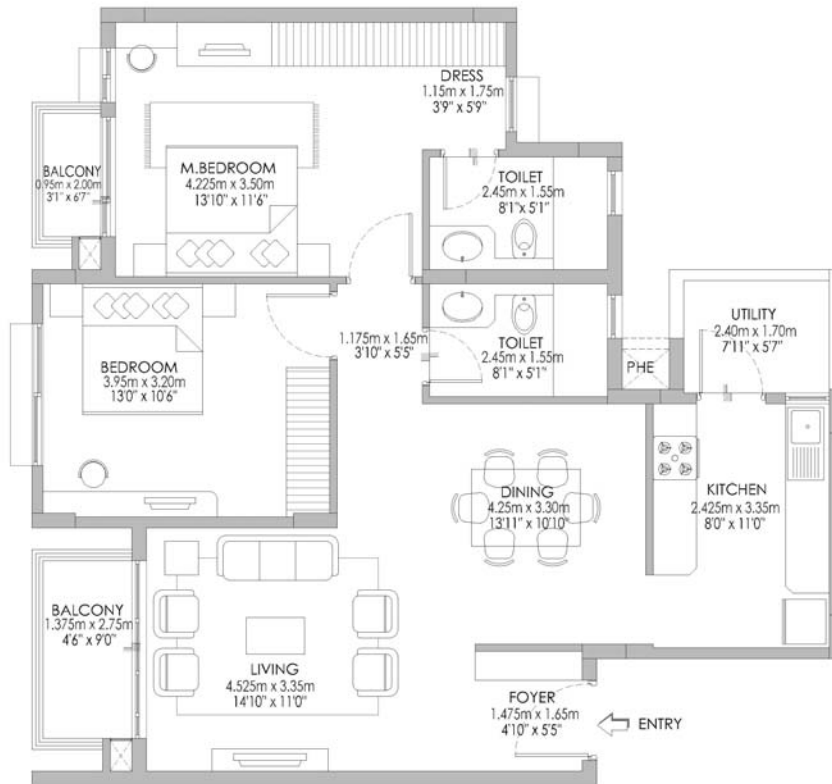 DRESS
1.15m x 1.75m
3'9" x 5'9"
BALCONY
0.95m x 2.00m
3'1" x 6'7"
M.BEDROOM
4.225m x 3.50m
13'10" x 11'6"
TOILET
2.45m x 1.55m
8'1" x 5'1"
1.175m x 1.65m
3'10" x 5'5"
TOILET
2.45m x 1.55m
8'1" x 5'1"
UTILITY
2.40m x 1.70m
7'11" x 5'7"
PHE
BEDROOM
3.95m x 3.20m
13'0" x 10'6"
DINING
4.25m x 3.30m
13'11" x 10'10"
KITCHEN
2.425m x 3.35m
8'0" x 11'0"
BALCONY
1.375m x 2.75m
4'6" x 9'0"
LIVING
4.525m x 3.35m
14'10" x 11'0"
FOYER
1.475m x 1.65m
4'10" x 5'5"
ENTRY